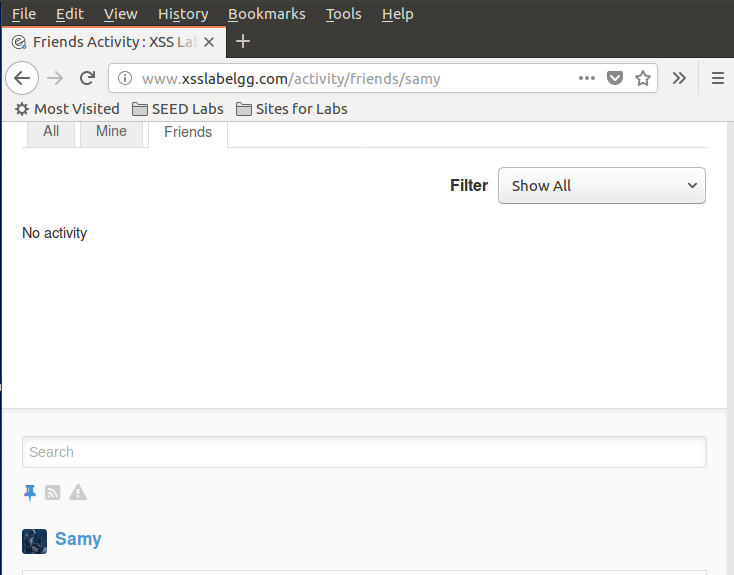 File Edit View History Bookmarks Tools Help
Friends Activity : XSS Lab
www.xsslabelgg.com/activity/friends/samy
Most Visited SEED Labs Sites for Labs
All Mine Friends
Filter Show All
No activity
Search
Samy